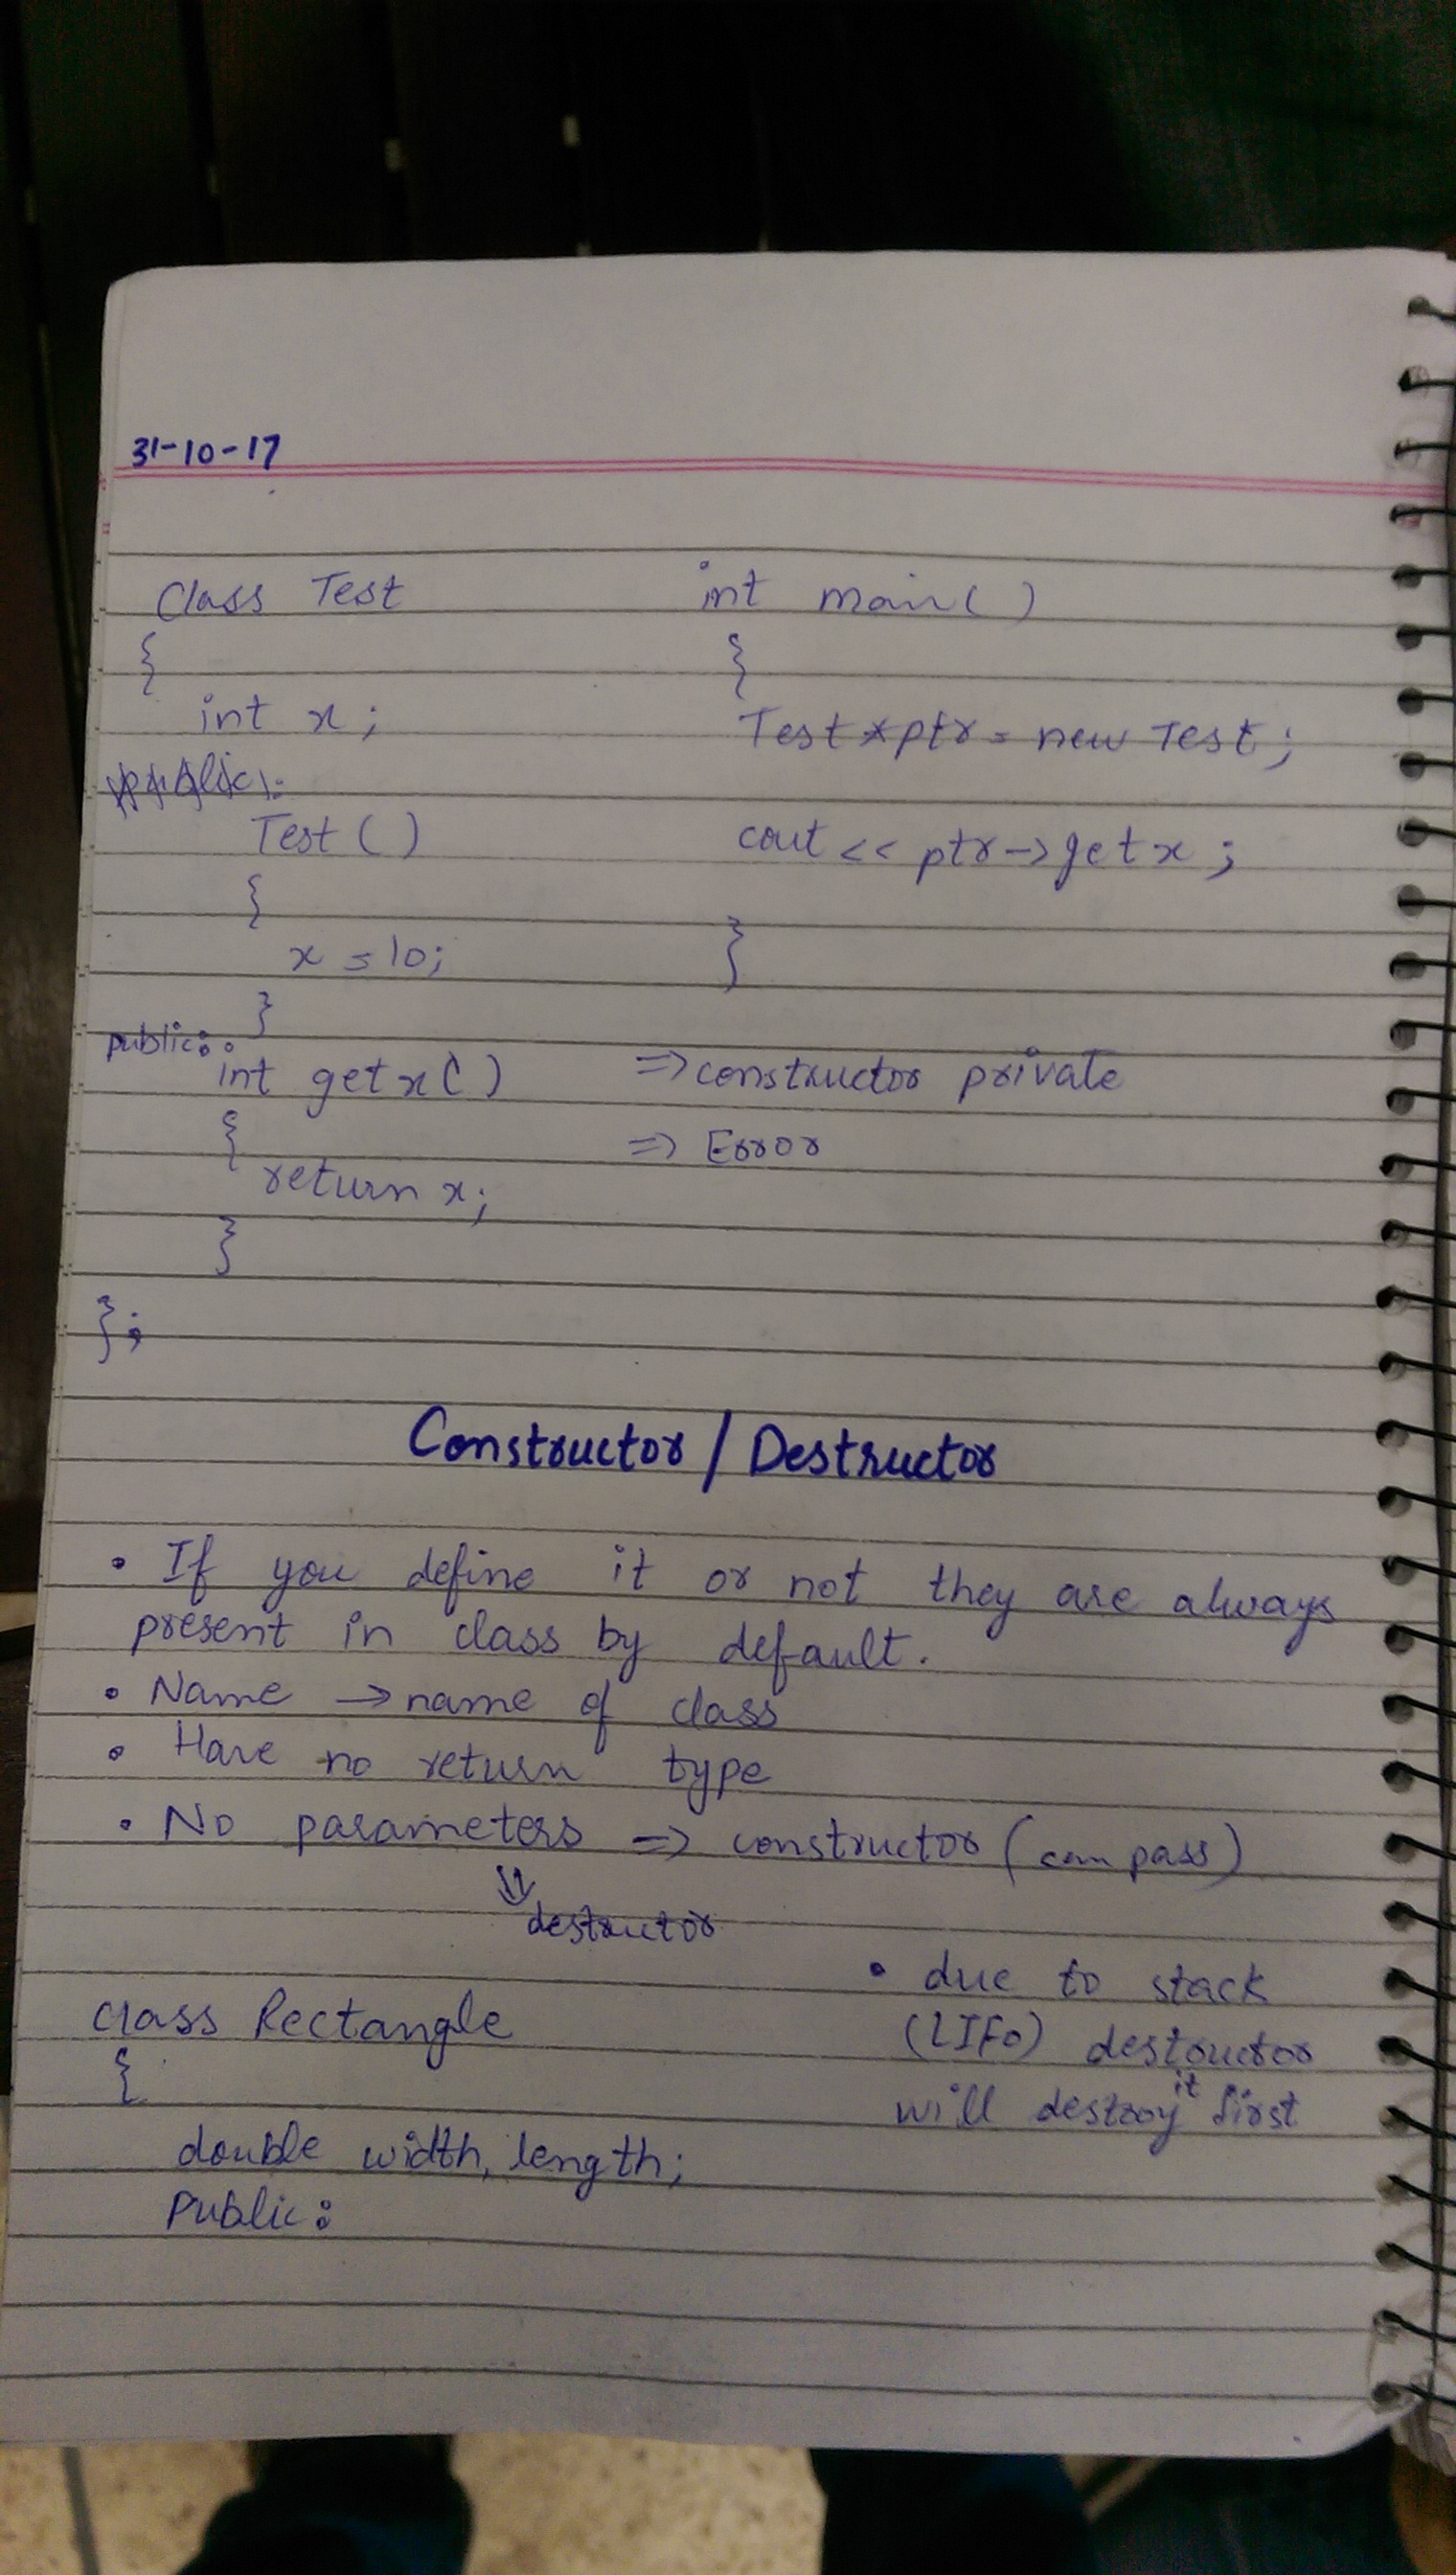 31-10-17
Class Test
{
int x;
public:
Test()
{
x = 10;
}
public:
int getx()
{
return x;
}
};
int main()
{
Test *ptr = new Test;
cout << ptr->getx;
}
=> constructor private
=> Error
Constructor / Destructor
• If you define it or not they are always
present in class by default.
• Name -> name of class
• Have no return type
• No parameters => constructor (can pass)
⇓
destructor
class Rectangle
{
double width, length;
Public:
• due to stack
(LIFO) destructor
will destroy it first